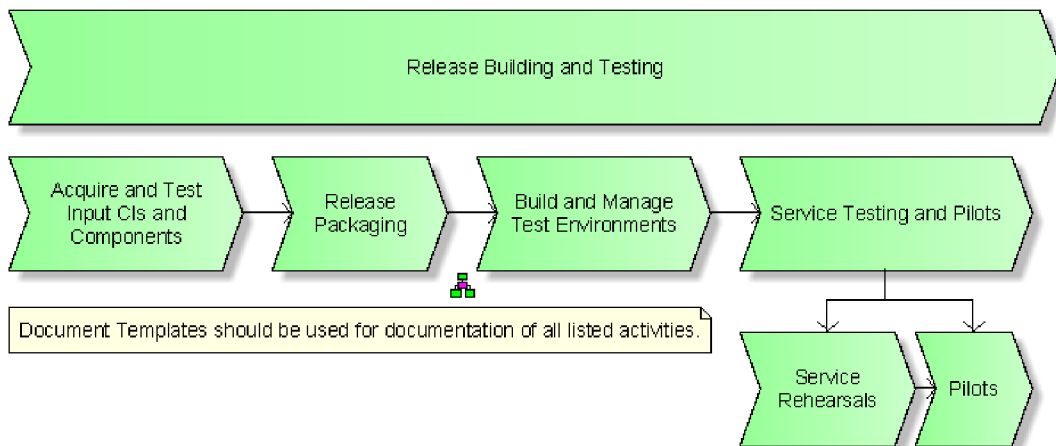 Release Building and Testing
Acquire and Test
Input CIs and
Components
Release
Packaging
Build and Manage
Test Environments
Service Testing and Pilots
Document Templates should be used for documentation of all listed activities.
Service
Rehearsals
Pilots